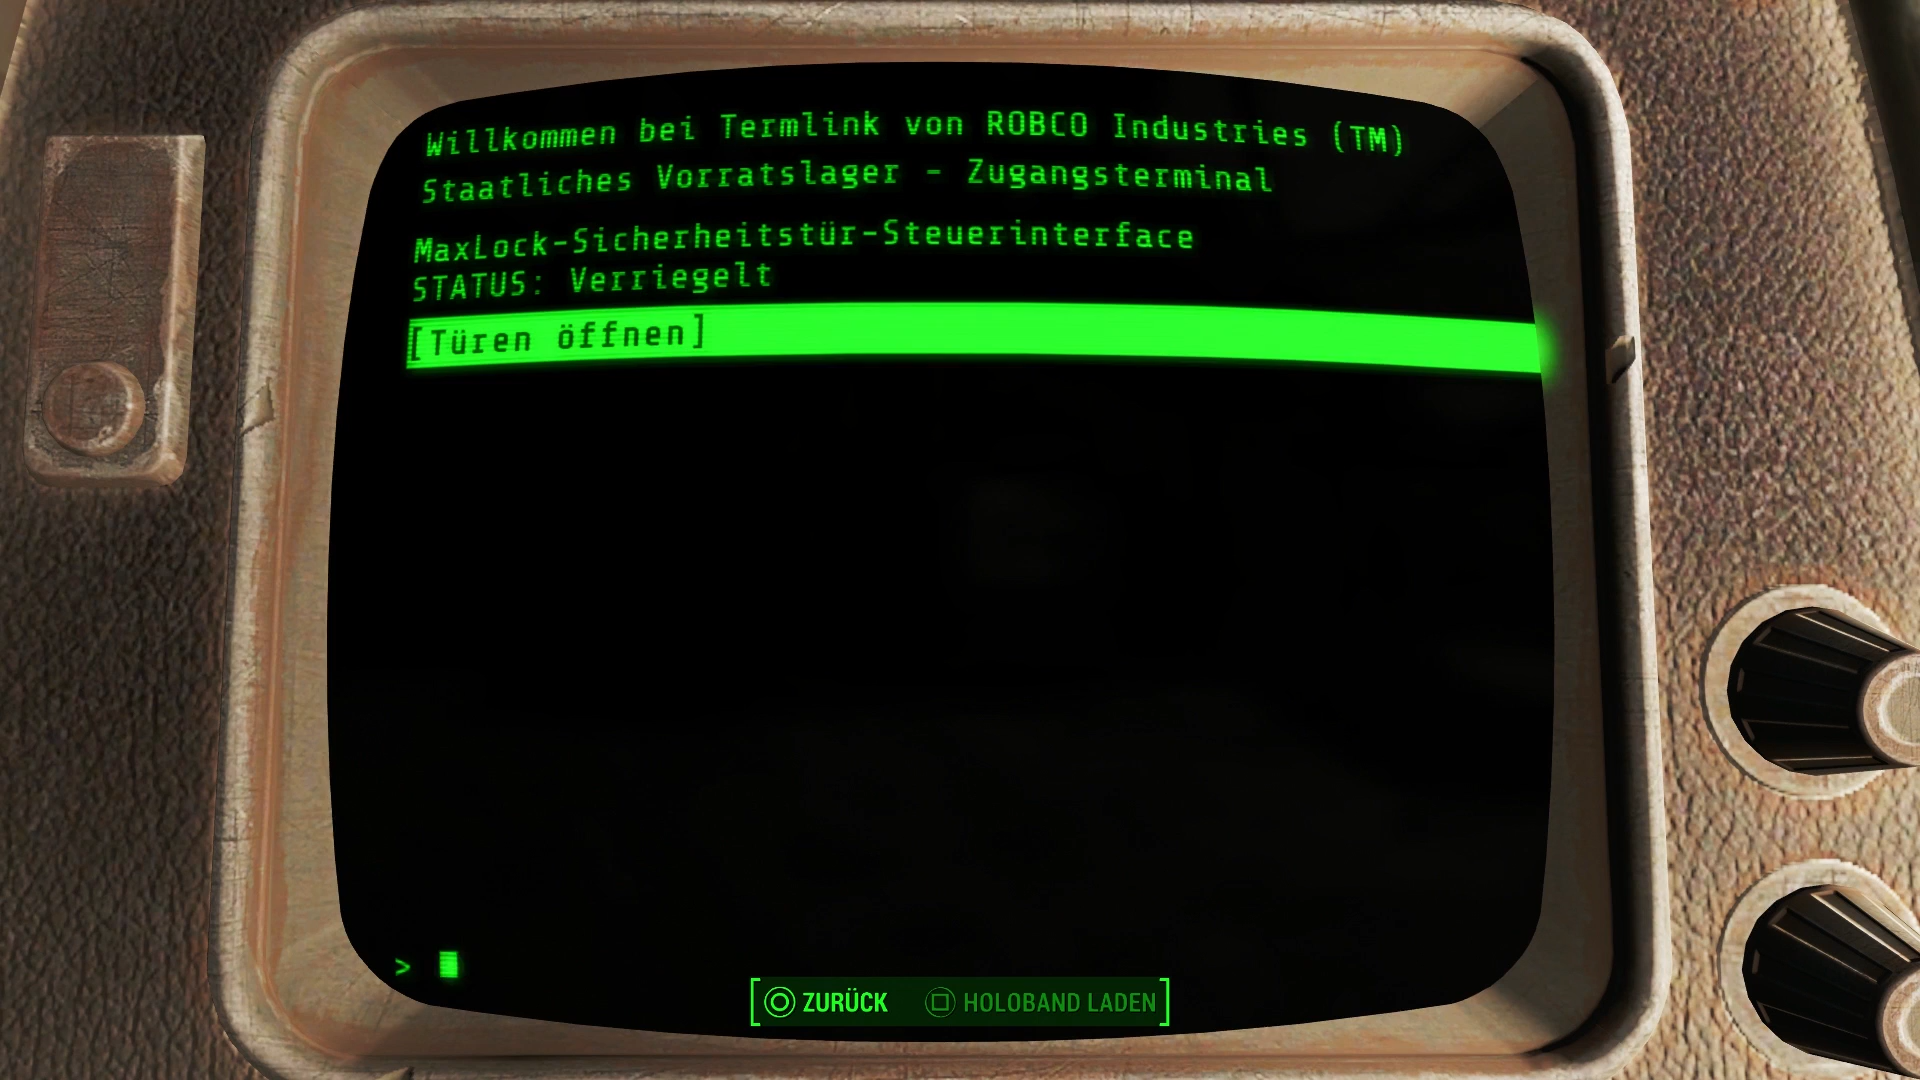 Willkommen bei Termlink von ROBCO Industries (TM)
Staatliches Vorratslager - Zugangsterminal
MaxLock-Sicherheitstür-Steuerinterface
STATUS: Verriegelt
[Türen öffnen]
>
ZURÜCK HOLOBAND LADEN